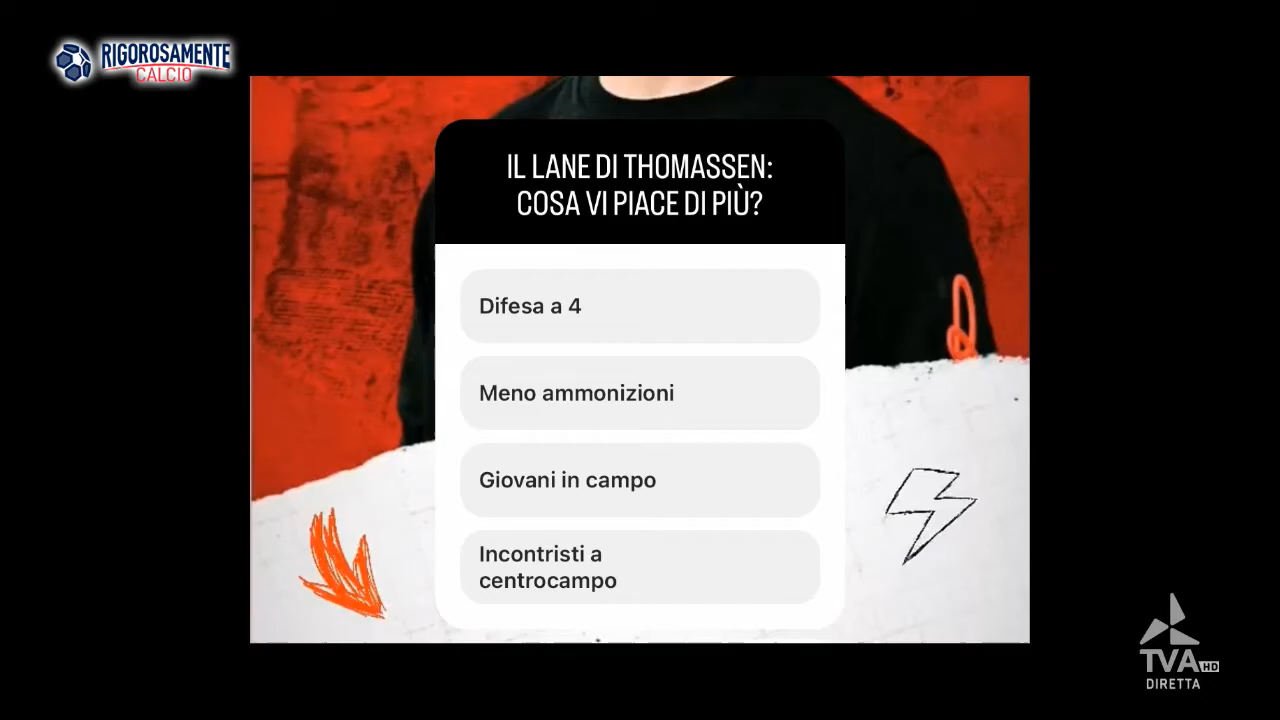 RIGOROSAMENTE
CALCIO
IL LANE DI THOMASSEN:
COSA VI PIACE DI PIÙ?
Difesa a 4
Meno ammonizioni
Giovani in campo
Incontristi a
centrocampo
TVA HD
DIRETTA